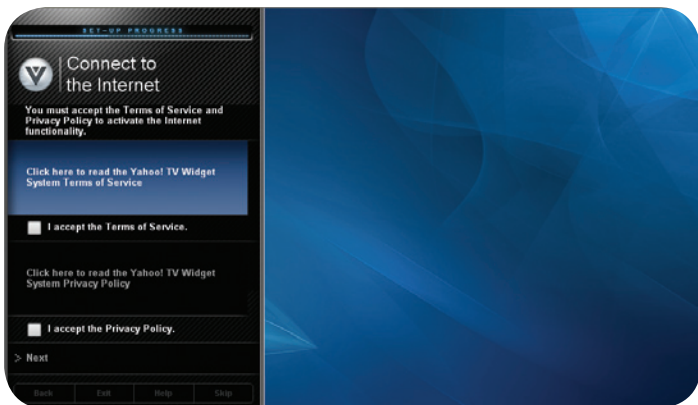 SET-UP PROGRESS
V
Connect to
the Internet
You must accept the Terms of Service and
Privacy Policy to activate the Internet
functionality.
Click here to read the Yahoo! TV Widget
System Terms of Service
I accept the Terms of Service.
Click here to read the Yahoo! TV Widget
System Privacy Policy
I accept the Privacy Policy.
> Next
Back Exit Help Skip